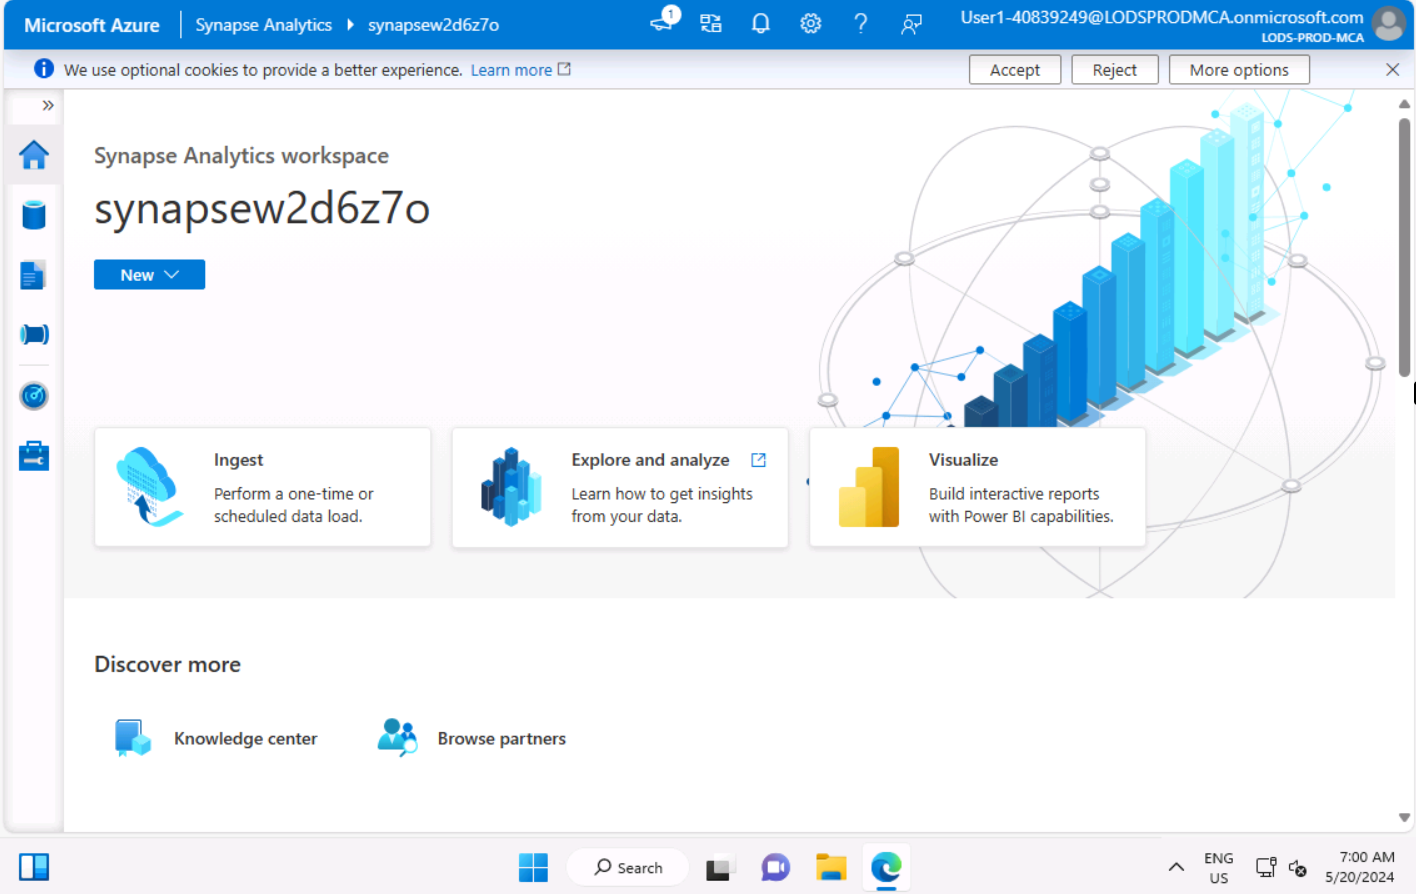 Microsoft Azure
Synapse Analytics
synapsew2d6z7o
1
User1-40839249@LODSPRODMCA.onmicrosoft.com
LODS-PROD-MCA
We use optional cookies to provide a better experience. Learn more
Accept
Reject
More options
Synapse Analytics workspace
synapsew2d6z7o
New
Ingest
Perform a one-time or
scheduled data load.
Explore and analyze
Learn how to get insights
from your data.
Visualize
Build interactive reports
with Power BI capabilities.
Discover more
Knowledge center
Browse partners
Search
ENG
US
7:00 AM
5/20/2024